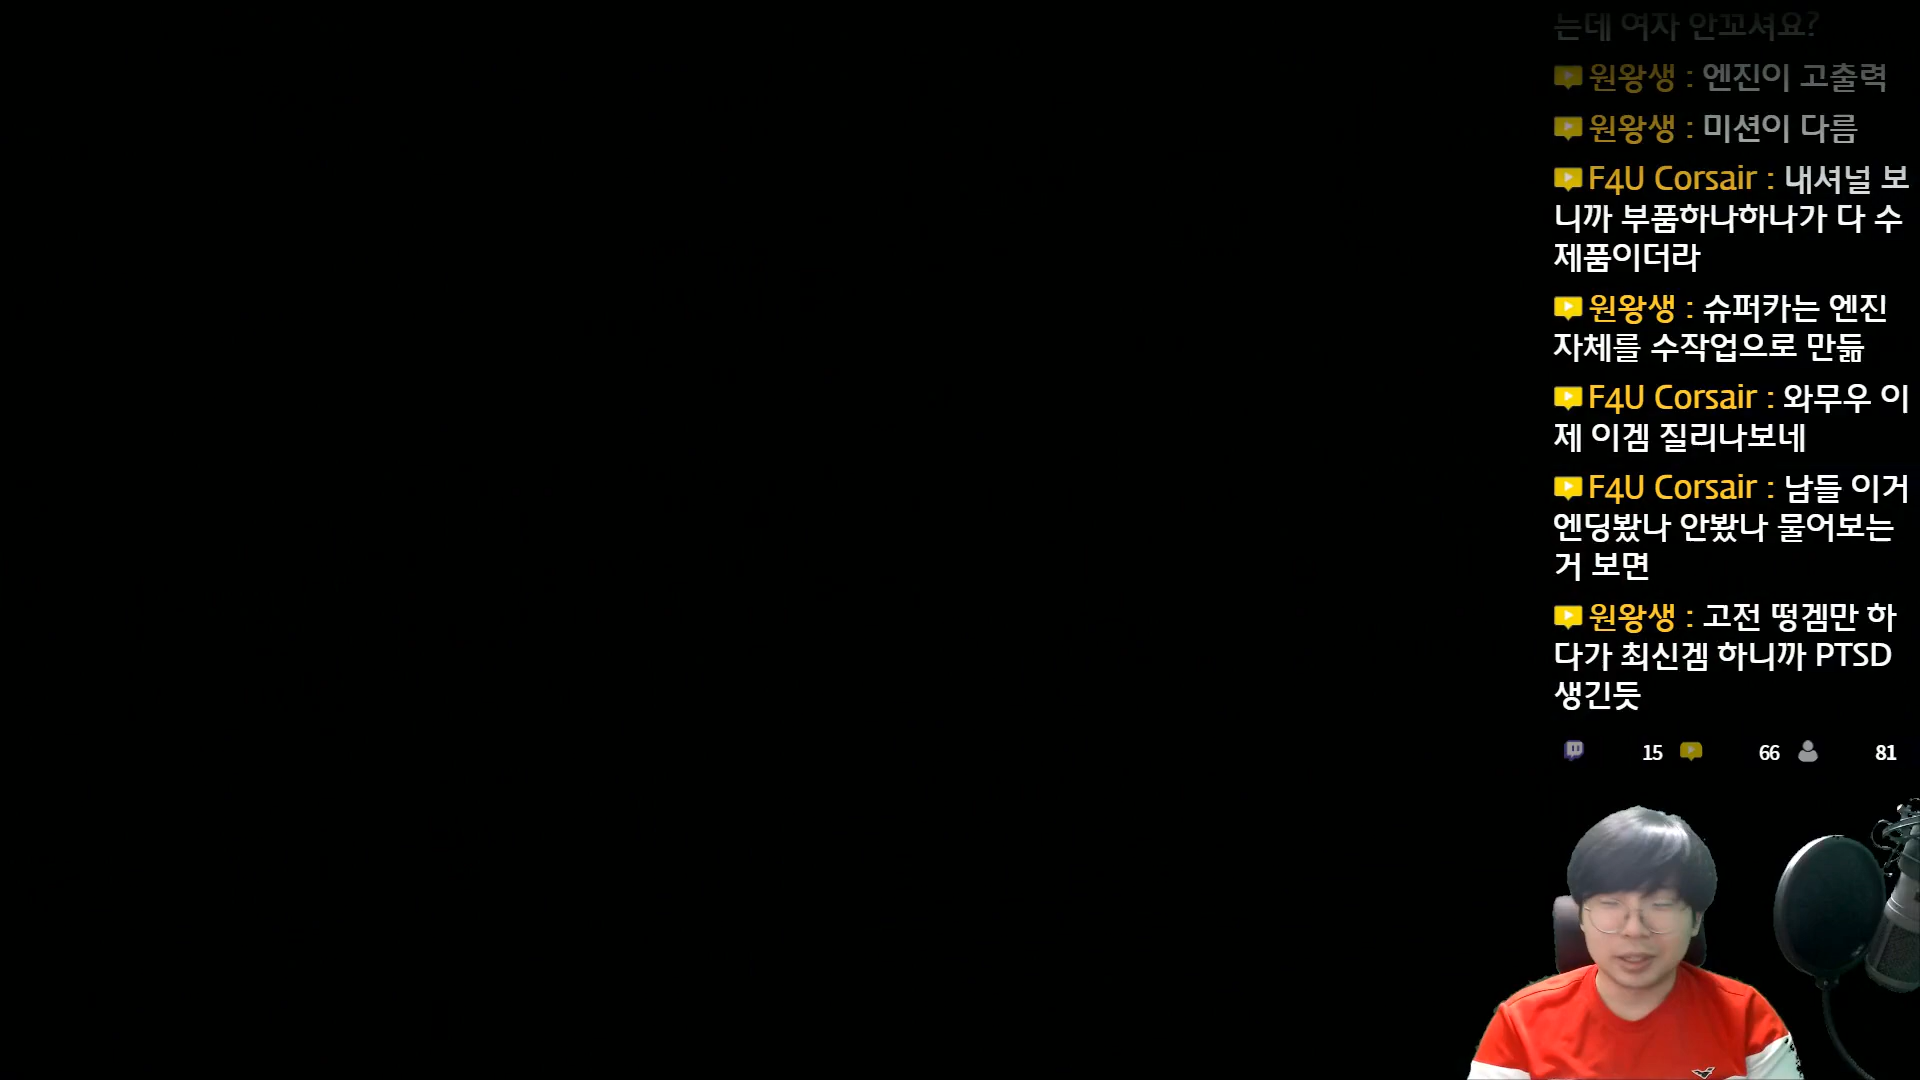 는데 여자 안꼬셔요?
원왕생 : 엔진이 고출력
원왕생 : 미션이 다름
F4U Corsair : 내셔널 보
니까 부품하나하나가 다 수
제품이더라
원왕생 : 슈퍼카는 엔진
자체를 수작업으로 만듦
F4U Corsair : 와무우 이
제 이겜 질리나보네
F4U Corsair : 남들 이거
엔딩봤나 안봤나 물어보는
거 보면
원왕생 : 고전 띵겜만 하
다가 최신겜 하니까 PTSD
생긴듯
15 66 81